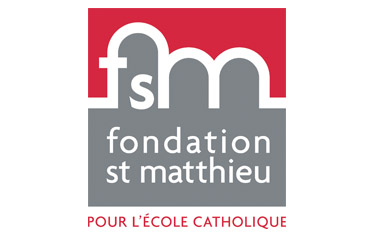 fsm
fondation
st matthieu
POUR L'ÉCOLE CATHOLIQUE